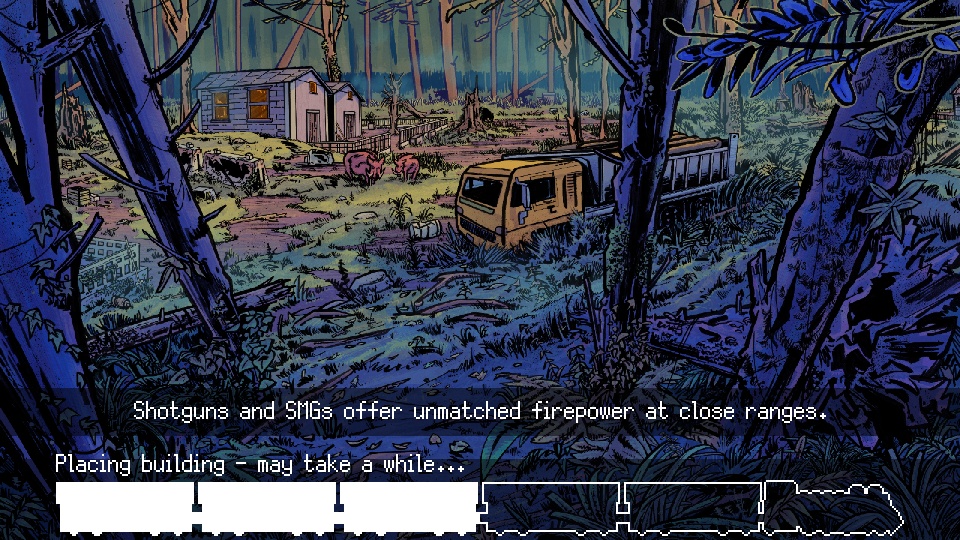 Shotguns and SMGs offer unmatched firepower at close ranges.
Placing building - may take a while...